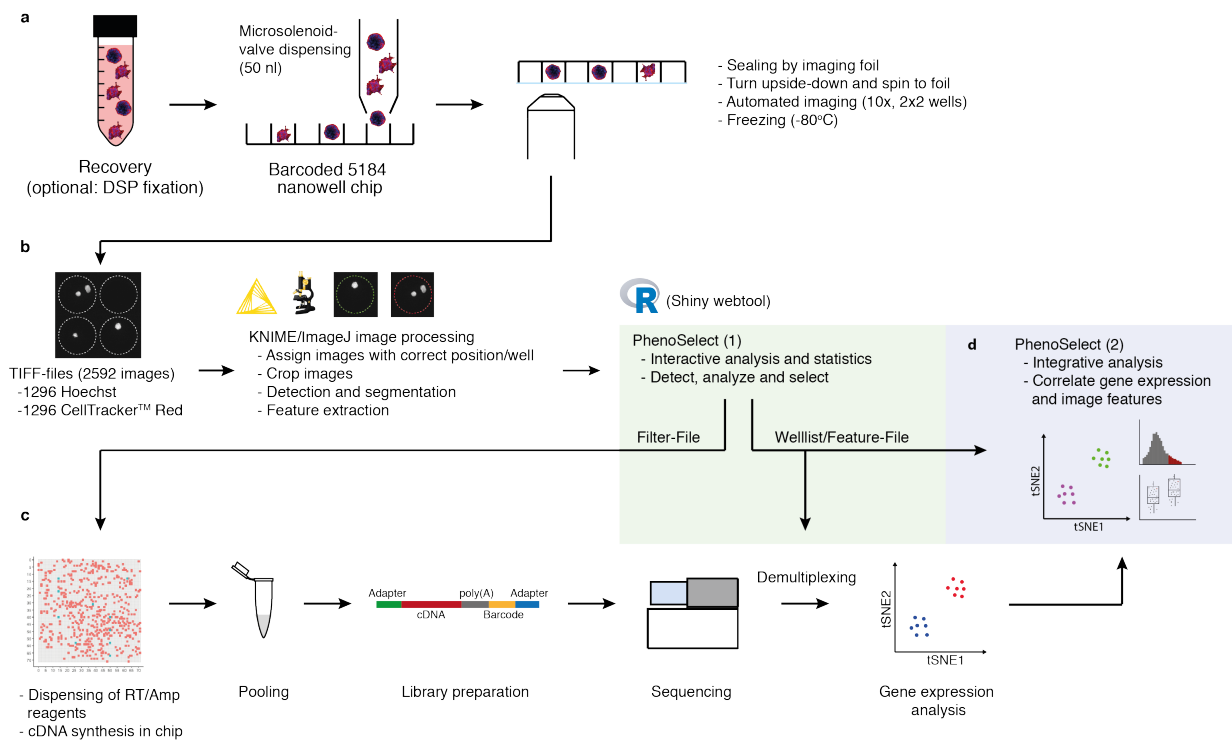 a
Microsolenoid-
valve dispensing
(50 nl)
- Sealing by imaging foil
- Turn upside-down and spin to foil
- Automated imaging (10x, 2x2 wells)
- Freezing (-80°C)
Recovery
(optional: DSP fixation)
Barcoded 5184
nanowell chip
b
TIFF-files (2592 images)
-1296 Hoechst
-1296 CellTracker™ Red
KNIME/ImageJ image processing
- Assign images with correct position/well
- Crop images
- Detection and segmentation
- Feature extraction
R (Shiny webtool)
PhenoSelect (1)
- Interactive analysis and statistics
- Detect, analyze and select
Filter-File
Welllist/Feature-File
d
PhenoSelect (2)
- Integrative analysis
- Correlate gene expression
and image features
tSNE2
tSNE1
c
- Dispensing of RT/Amp
reagents
- cDNA synthesis in chip
Pooling
Adapter
poly(A)
Adapter
cDNA
Barcode
Library preparation
Sequencing
Demultiplexing
tSNE2
tSNE1
Gene expression
analysis